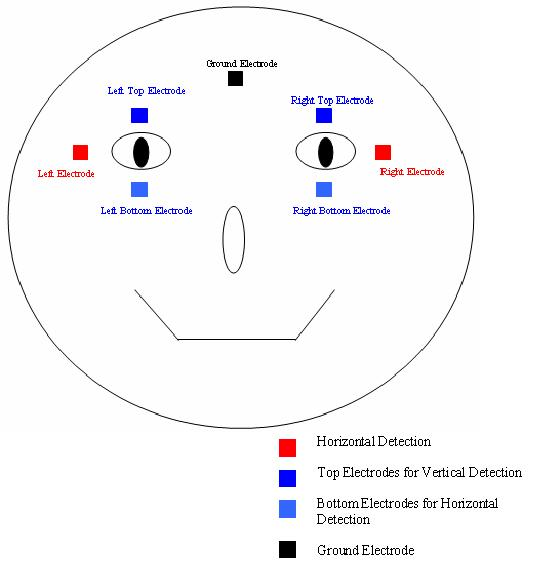 Ground Electrode
Left Top Electrode
Right Top Electrode
Left Electrode
Right Electrode
Left Bottom Electrode
Right Bottom Electrode
Horizontal Detection
Top Electrodes for Vertical Detection
Bottom Electrodes for Horizontal
Detection
Ground Electrode